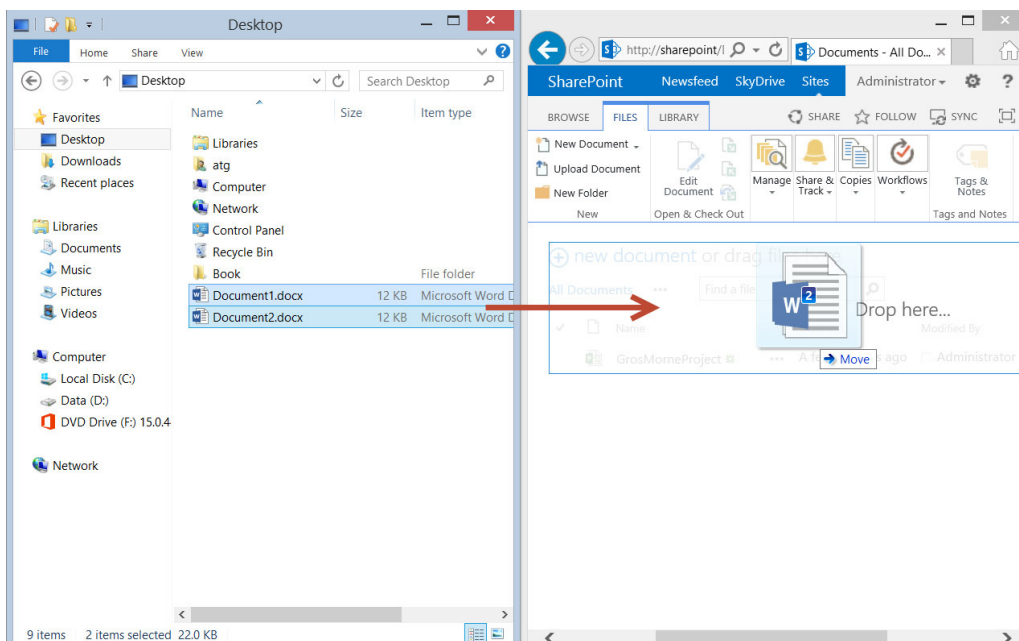 Desktop
File Home Share View
Desktop
Search Desktop
Favorites
Desktop
Downloads
Recent places
Libraries
Documents
Music
Pictures
Videos
Computer
Local Disk (C:)
Data (D:)
DVD Drive (F:) 15.0.4
Network
Name Size Item type
Libraries
atg
Computer
Network
Control Panel
Recycle Bin
Book File folder
Document1.docx 12 KB Microsoft Word D
Document2.docx 12 KB Microsoft Word D
9 items 2 items selected 22.0 KB
http://sharepoint/l
Documents - All Do...
SharePoint Newsfeed SkyDrive Sites Administrator ?
BROWSE FILES LIBRARY SHARE FOLLOW SYNC
New Document
Upload Document
New Folder
New
Edit
Document
Open & Check Out
Manage
Share &
Track
Copies
Workflows
Tags &
Notes
Tags and Notes
new document or drag files here
All Documents ... Find a file
Name Modified By
GrosMorneProject ... ago Administrator
W 2
Drop here...
Move